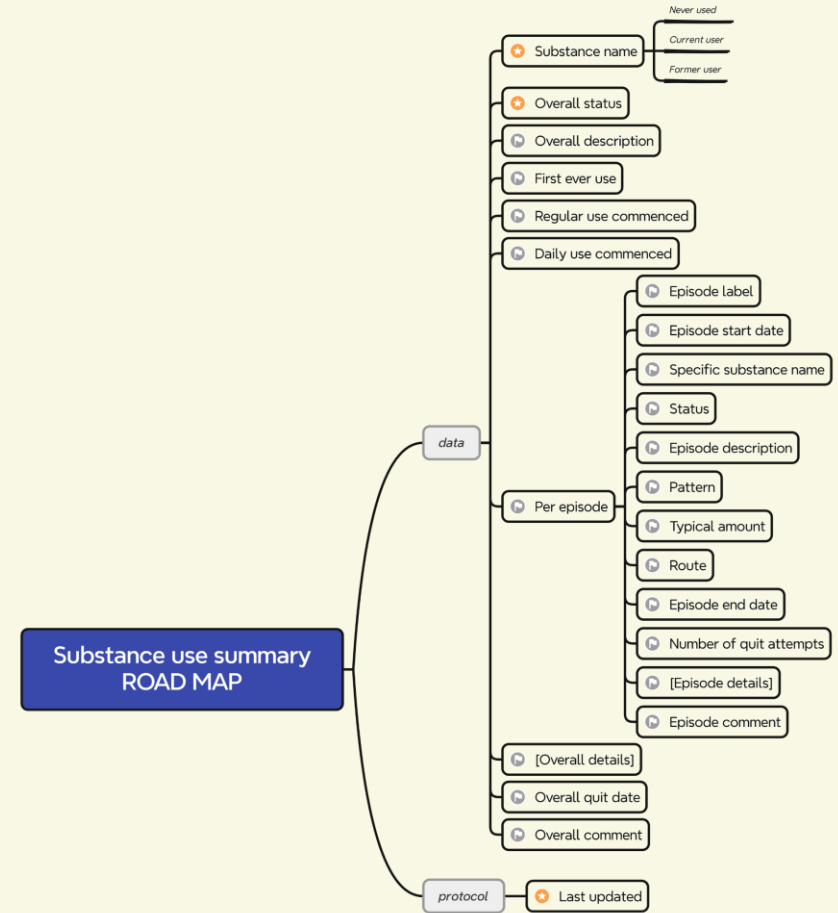 Never used
Substance name
Current user
Former user
Overall status
Overall description
First ever use
Regular use commenced
Daily use commenced
Episode label
Episode start date
Specific substance name
Status
data
Episode description
Pattern
Per episode
Typical amount
Route
Episode end date
Number of quit attempts
Substance use summary
ROAD MAP
[Episode details]
Episode comment
[Overall details]
Overall quit date
Overall comment
protocol
Last updated